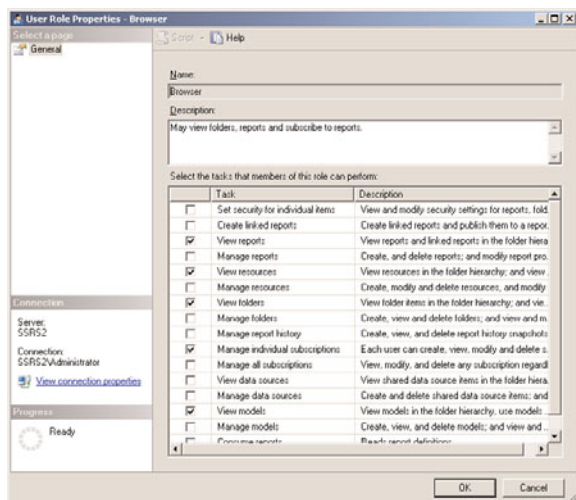 User Role Properties - Browser
Select a page
General
Script
Help
Name:
Browser
Description:
May view folders, reports and subscribe to reports.
Select the tasks that members of this role can perform:
Task Description
Set security for individual items View and modify security settings for reports, fold...
Create linked reports Create linked reports and publish them to a repor...
View reports View reports and linked reports in the folder hiera...
Manage reports Create, and delete reports; and modify report pro...
View resources View resources in the folder hierarchy; and view ...
Manage resources Create, modify and delete resources, and modify ...
View folders View folder items in the folder hierarchy; and vie...
Manage folders Create, view and delete folders; and view and m...
Manage report history Create, view, and delete report history snapshots
Manage individual subscriptions Each user can create, view, modify and delete s...
Manage all subscriptions View, modify, and delete any subscription regardl...
View data sources View shared data source items in the folder hiera...
Manage data sources Create and delete shared data source items; and
View models View models in the folder hierarchy, use models ...
Manage models Create, view, and delete models; and view and ...
Consume reports Reads report definitions
Connection
Server:
SSRS2
Connection:
SSRS2\Administrator
View connection properties
Progress
Ready
OK Cancel